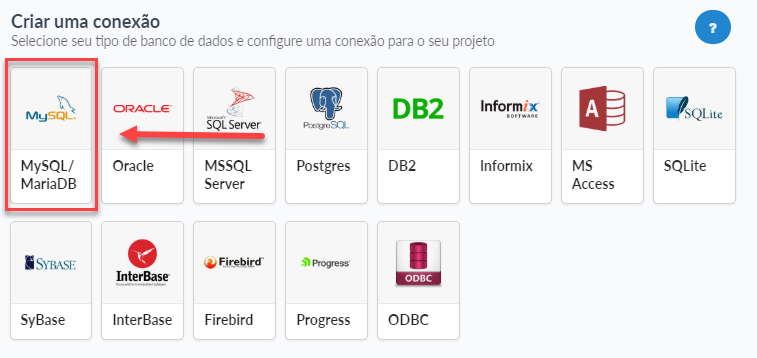 Criar uma conexão
Selecione seu tipo de banco de dados e configure uma conexão para o seu projeto
?
MySQL
ORACLE
Microsoft
SQL Server
PostgreSQL
DB2
Informix
SOFTWARE
A
SQLite
MySQL/
MariaDB
Oracle
MSSQL
Server
Postgres
DB2
Informix
MS
Access
SQLite
SYBASE
InterBase
Firebird
Progress
ODBC
SyBase
InterBase
Firebird
Progress
ODBC